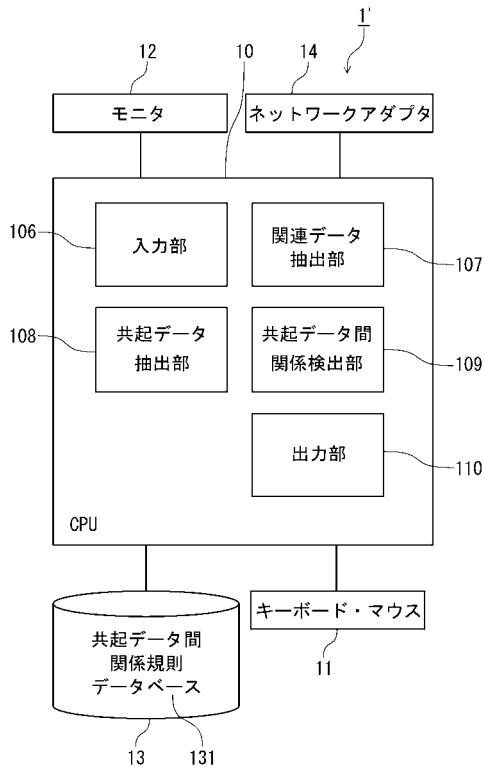 1'
12
10
14
モニタ
ネットワークアダプタ
106
入力部
関連データ
抽出部
107
108
共起データ
抽出部
共起データ間
関係検出部
109
出力部
110
CPU
共起データ間
関係規則
データベース
キーボード・マウス
11
13
131